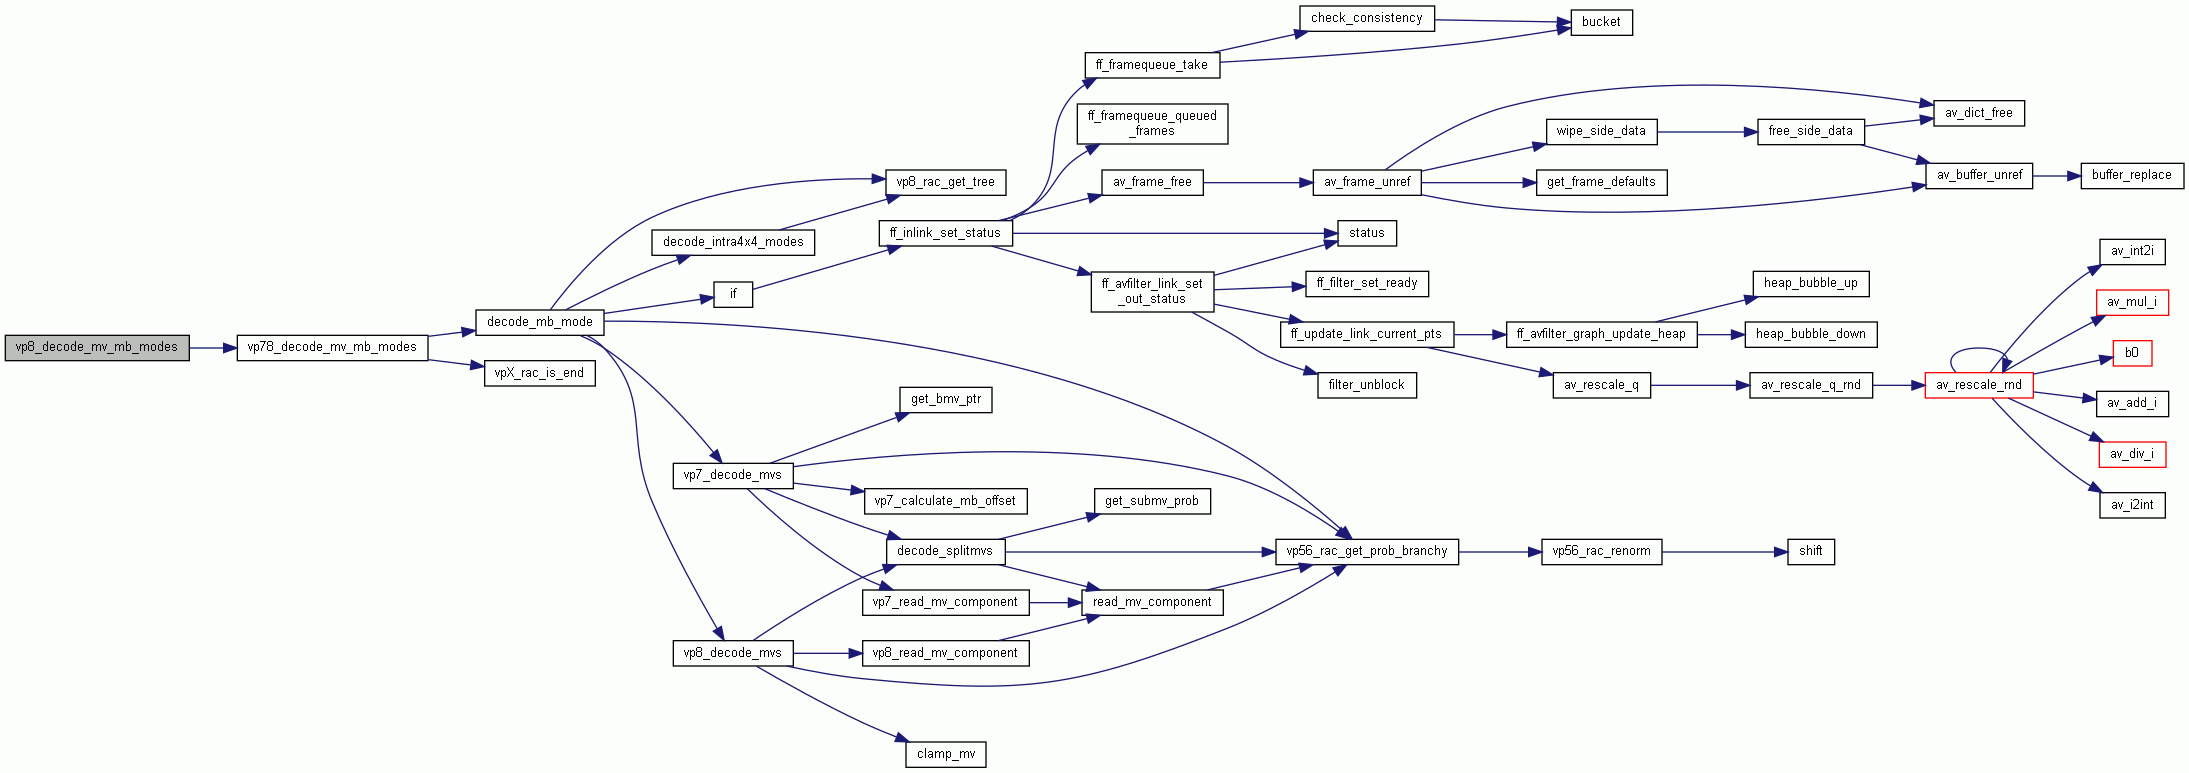 check_consistency
bucket
ff_framequeue_take
ff_framequeue_queued
_frames
av_dict_free
wipe_side_data
free_side_data
vp8_rac_get_tree
av_frame_free
av_frame_unref
get_frame_defaults
av_buffer_unref
buffer_replace
decode_intra4x4_modes
ff_inlink_set_status
status
av_int2i
if
ff_avfilter_link_set
_out_status
ff_filter_set_ready
heap_bubble_up
av_mul_i
decode_mb_mode
ff_update_link_current_pts
ff_avfilter_graph_update_heap
heap_bubble_down
vp8_decode_mv_mb_modes
vp78_decode_mv_mb_modes
b0
vpX_rac_is_end
filter_unblock
av_rescale_q
av_rescale_q_rnd
av_rescale_rnd
get_bmv_ptr
av_add_i
av_div_i
vp7_decode_mvs
vp7_calculate_mb_offset
get_submv_prob
av_i2int
decode_splitmvs
vp56_rac_get_prob_branchy
vp56_rac_renorm
shift
vp7_read_mv_component
read_mv_component
vp8_decode_mvs
vp8_read_mv_component
clamp_mv